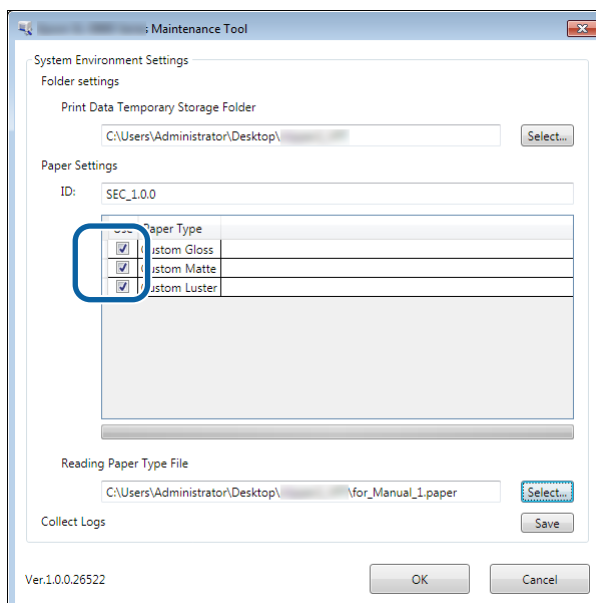 s Maintenance Tool
System Environment Settings
Folder settings
Print Data Temporary Storage Folder
C:\Users\Administrator\Desktop\
Select...
Paper Settings
ID:
SEC_1.0.0
Use Paper Type
Custom Gloss
Custom Matte
Custom Luster
Reading Paper Type File
C:\Users\Administrator\Desktop\ \for_Manual_1.paper
Select...
Collect Logs
Save
Ver.1.0.0.26522
OK
Cancel